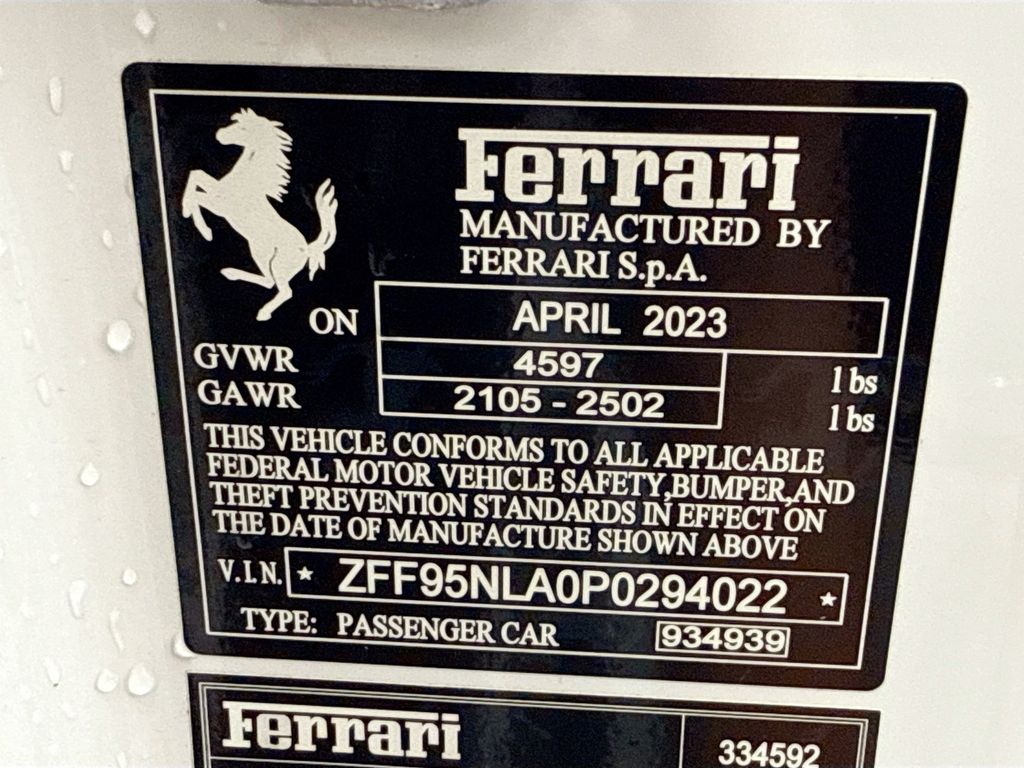 Ferrari
MANUFACTURED BY
FERRARI S.p.A.
ON APRIL 2023
GVWR 4597 lbs
GAWR 2105 - 2502 lbs
THIS VEHICLE CONFORMS TO ALL APPLICABLE
FEDERAL MOTOR VEHICLE SAFETY,BUMPER,AND
THEFT PREVENTION STANDARDS IN EFFECT ON
THE DATE OF MANUFACTURE SHOWN ABOVE
V.I.N. * ZFF95NLA0P0294022 *
TYPE: PASSENGER CAR 934939
Ferrari 334592